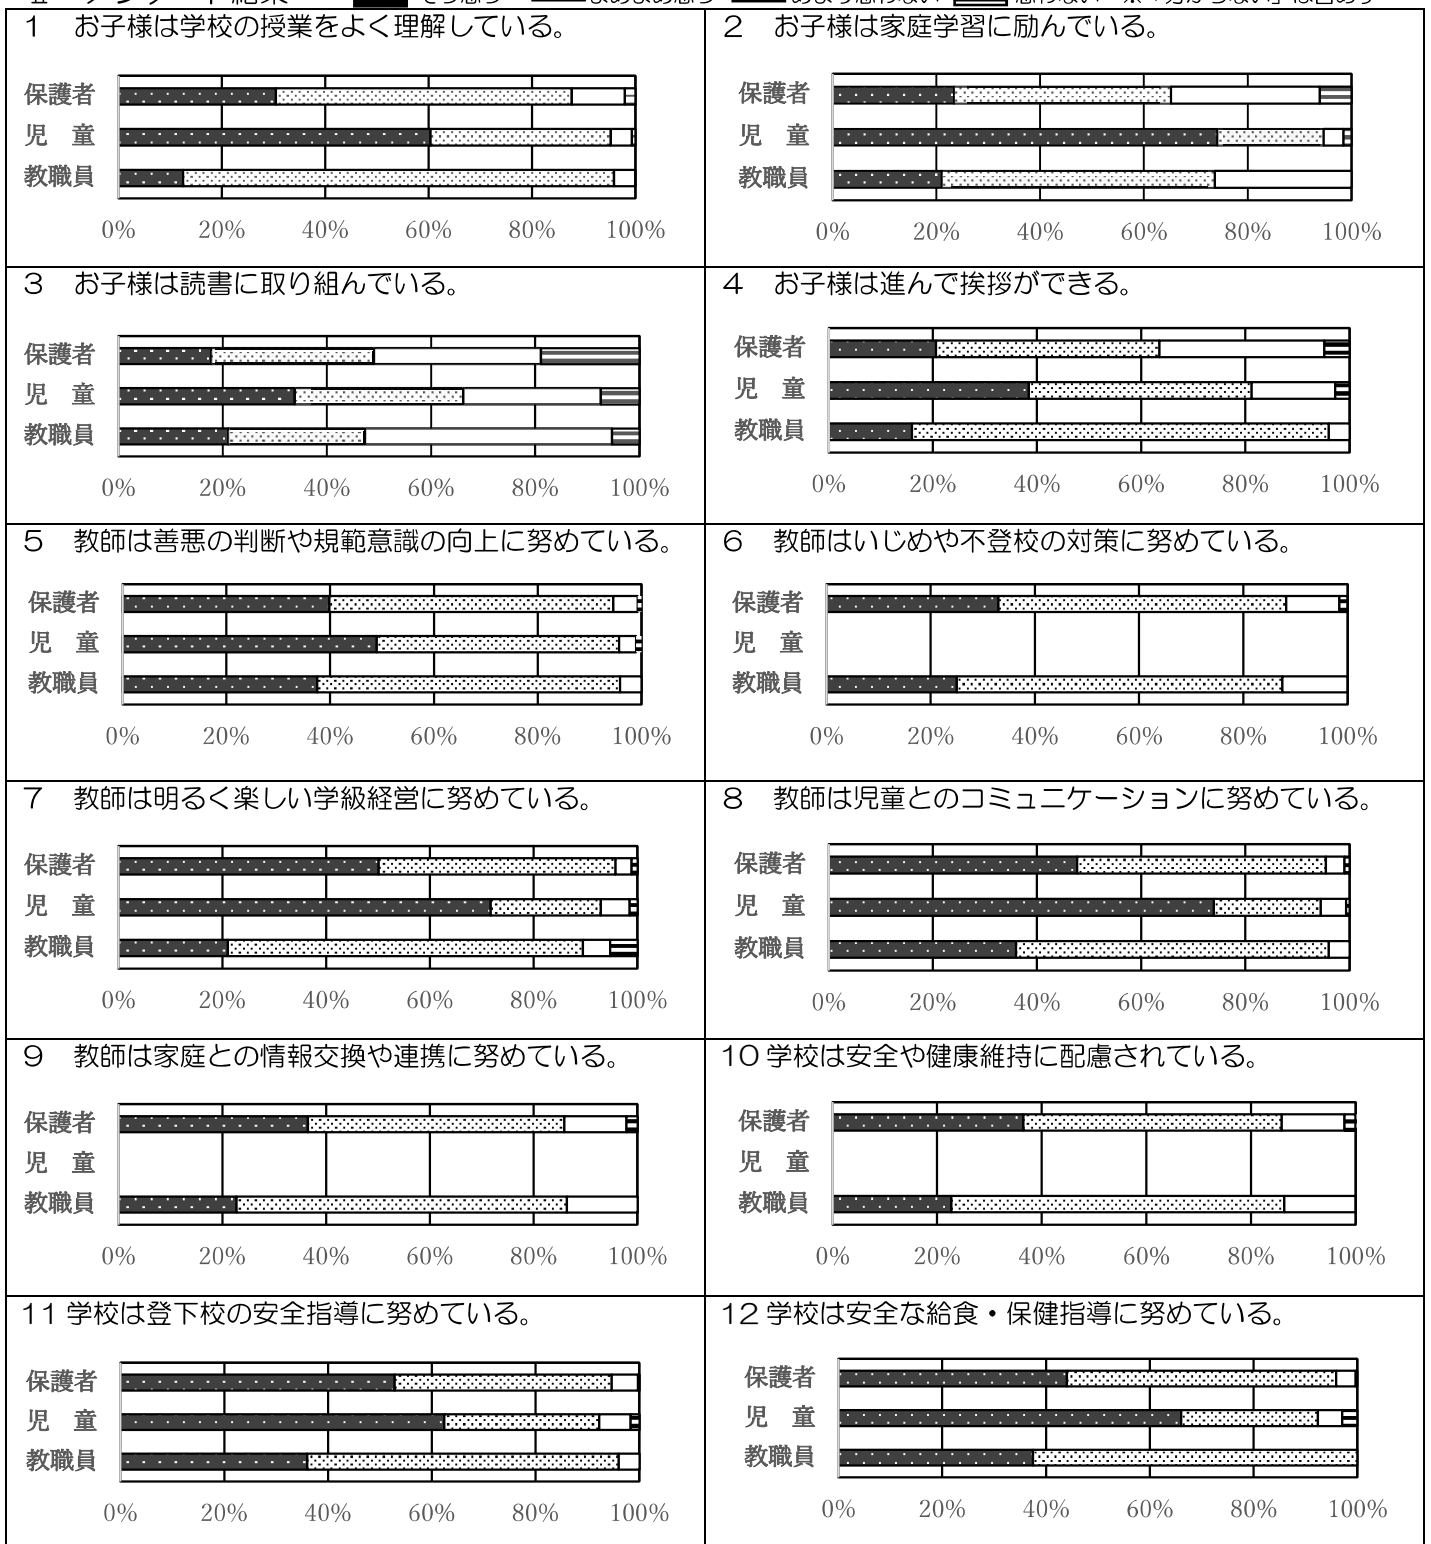 1 お子様は学校の授業をよく理解している。
保護者
児 童
教職員
0% 20% 40% 60% 80% 100%
2 お子様は家庭学習に励んでいる。
保護者
児 童
教職員
0% 20% 40% 60% 80% 100%
3 お子様は読書に取り組んでいる。
保護者
児 童
教職員
0% 20% 40% 60% 80% 100%
4 お子様は進んで挨拶ができる。
保護者
児 童
教職員
0% 20% 40% 60% 80% 100%
5 教師は善悪の判断や規範意識の向上に努めている。
保護者
児 童
教職員
0% 20% 40% 60% 80% 100%
6 教師はいじめや不登校の対策に努めている。
保護者
児 童
教職員
0% 20% 40% 60% 80% 100%
7 教師は明るく楽しい学級経営に努めている。
保護者
児 童
教職員
0% 20% 40% 60% 80% 100%
8 教師は児童とのコミュニケーションに努めている。
保護者
児 童
教職員
0% 20% 40% 60% 80% 100%
9 教師は家庭との情報交換や連携に努めている。
保護者
児 童
教職員
0% 20% 40% 60% 80% 100%
10 学校は安全や健康維持に配慮されている。
保護者
児 童
教職員
0% 20% 40% 60% 80% 100%
11 学校は登下校の安全指導に努めている。
保護者
児 童
教職員
0% 20% 40% 60% 80% 100%
12 学校は安全な給食・保健指導に努めている。
保護者
児 童
教職員
0% 20% 40% 60% 80% 100%